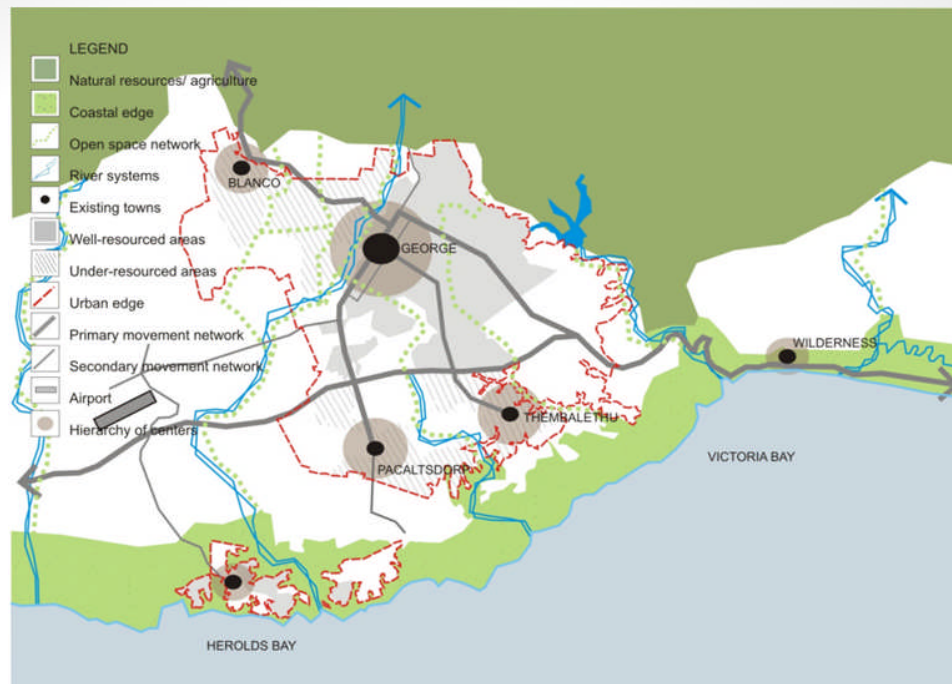 LEGEND
Natural resources/ agriculture
Coastal edge
Open space network
River systems
Existing towns
Well-resourced areas
Under-resourced areas
Urban edge
Primary movement network
Secondary movement network
Airport
Hierarchy of centers
BLANCO
GEORGE
WILDERNESS
THEMBALETHU
PACALTSDORP
VICTORIA BAY
HEROLDS BAY